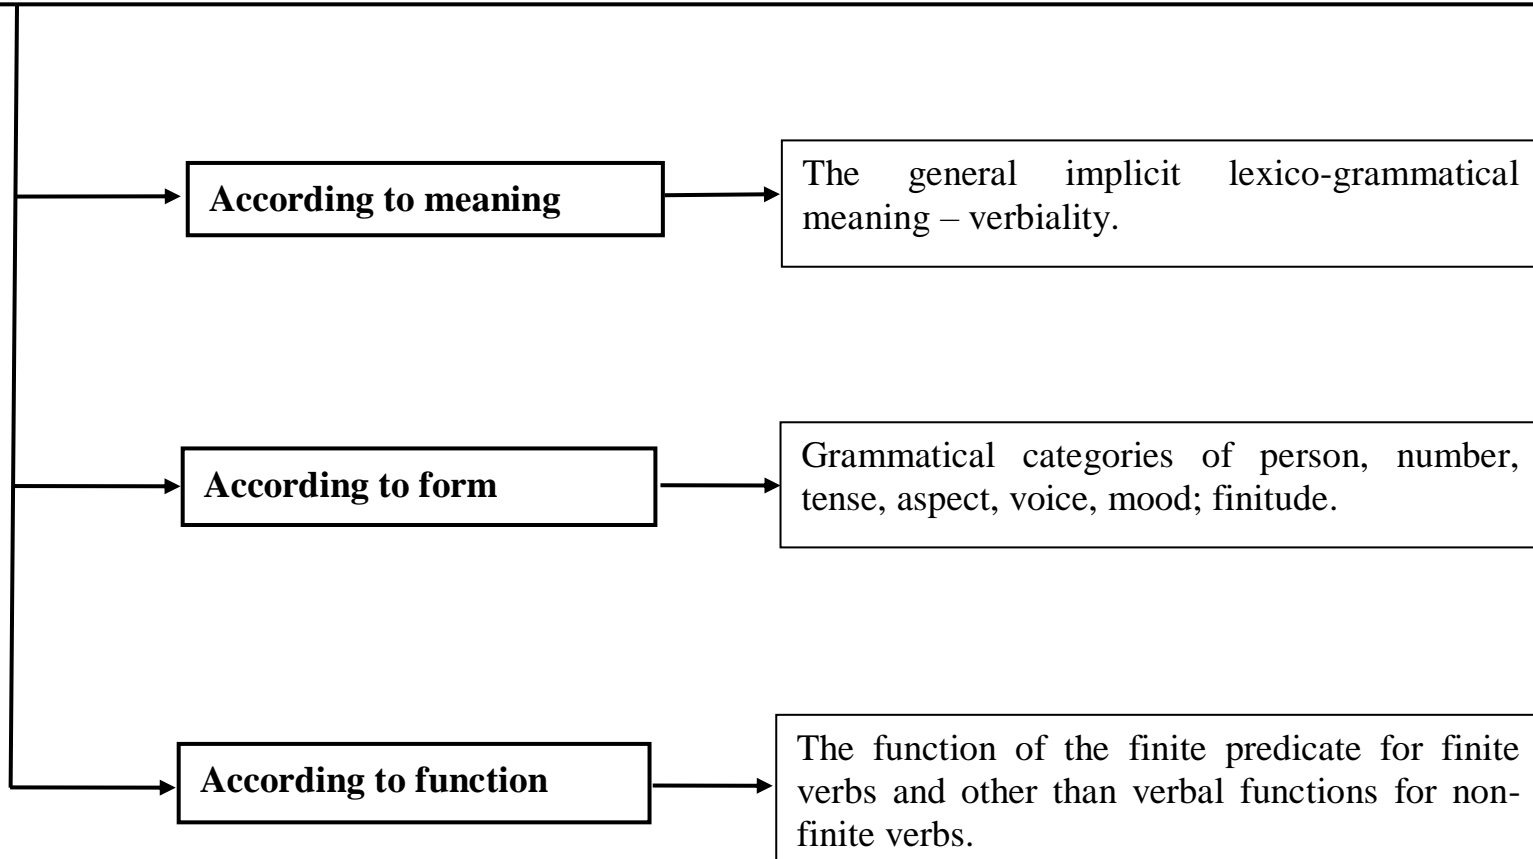 According to meaning
The general implicit lexico-grammatical
meaning – verbiality.
According to form
Grammatical categories of person, number,
tense, aspect, voice, mood; finitude.
According to function
The function of the finite predicate for finite
verbs and other than verbal functions for non-
finite verbs.